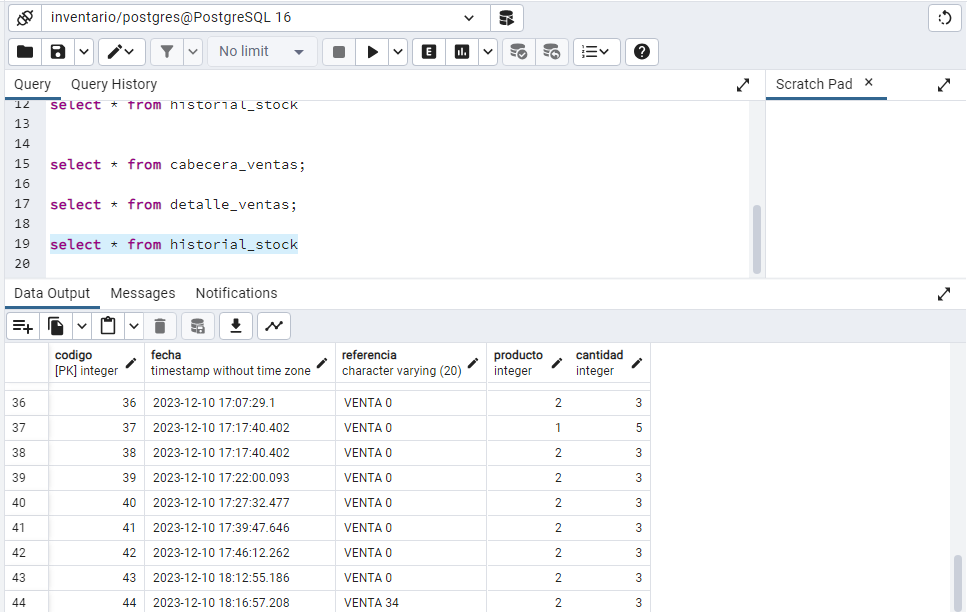 inventario/postgres@PostgreSQL 16
No limit
E
Query Query History
Scratch Pad
12 select * from historial_stock
13
14
15 select * from cabecera_ventas;
16
17 select * from detalle_ventas;
18
19 select * from historial_stock
20
Data Output Messages Notifications
codigo fecha referencia producto cantidad
[PK] integer timestamp without time zone character varying (20) integer integer
36 36 2023-12-10 17:07:29.1 VENTA 0 2 3
37 37 2023-12-10 17:17:40.402 VENTA 0 1 5
38 38 2023-12-10 17:17:40.402 VENTA 0 2 3
39 39 2023-12-10 17:22:00.093 VENTA 0 2 3
40 40 2023-12-10 17:27:32.477 VENTA 0 2 3
41 41 2023-12-10 17:39:47.646 VENTA 0 2 3
42 42 2023-12-10 17:46:12.262 VENTA 0 2 3
43 43 2023-12-10 18:12:55.186 VENTA 0 2 3
44 44 2023-12-10 18:16:57.208 VENTA 34 2 3